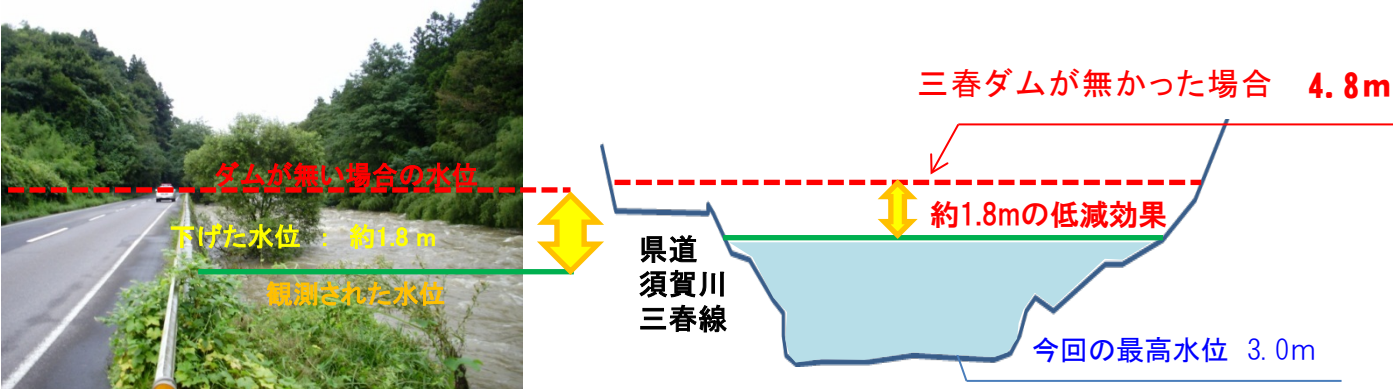 ダムが無い場合の水位
下げた水位 : 約1.8m
観測された水位
三春ダムが無かった場合 4.8m
約1.8mの低減効果
県道
須賀川
三春線
今回の最高水位 3.0m